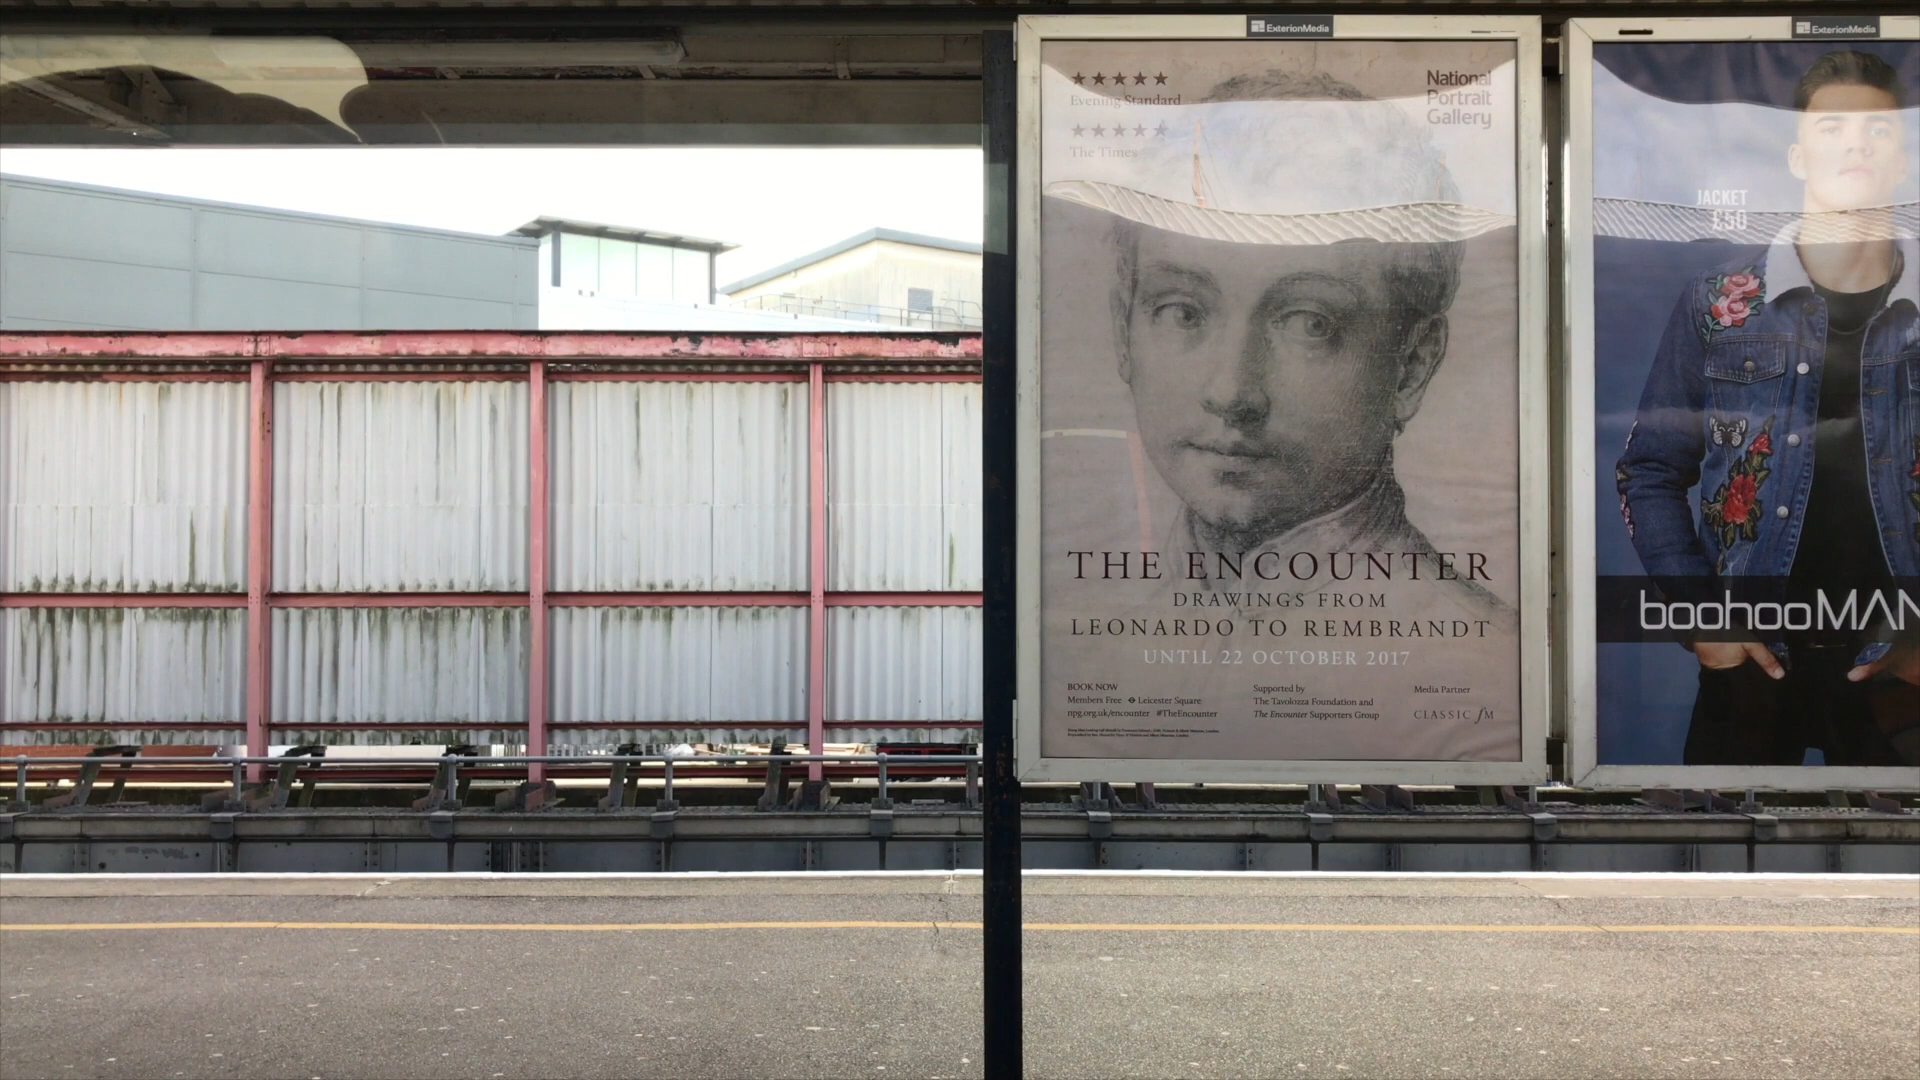 ExterionMedia
★★★★★
Evening Standard
★★★★★
The Times
National
Portrait
Gallery
THE ENCOUNTER
DRAWINGS FROM
LEONARDO TO REMBRANDT
UNTIL 22 OCTOBER 2017
BOOK NOW
Members Free Leicester Square
npg.org.uk/encounter #TheEncounter
Supported by
The Tavolozza Foundation and
The Encounter Supporters Group
Media Partner
CLASSIC fM
ExterionMedia
JACKET
£50
boohooMAN